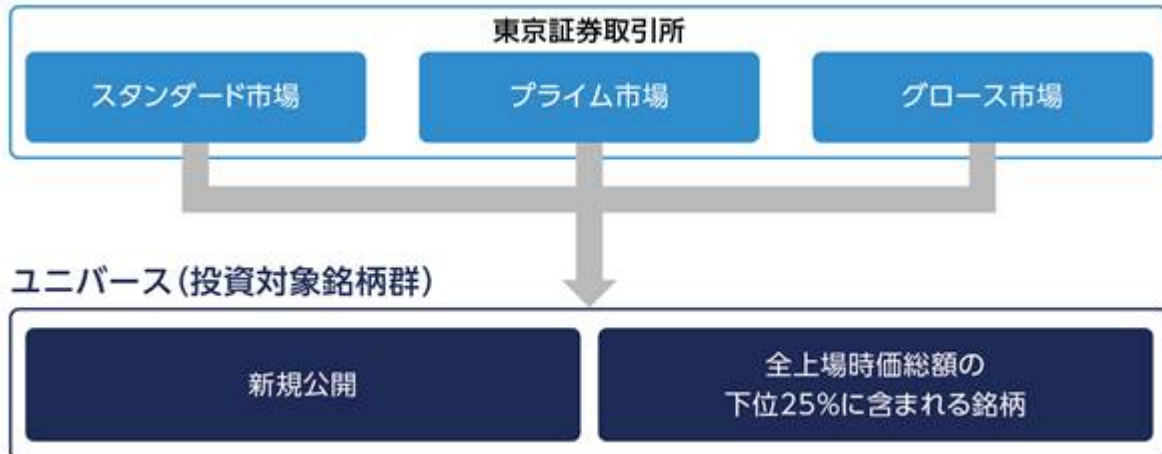 東京証券取引所
スタンダード市場
プライム市場
グロース市場
ユニバース(投資対象銘柄群)
新規公開
全上場時価総額の
下位25%に含まれる銘柄